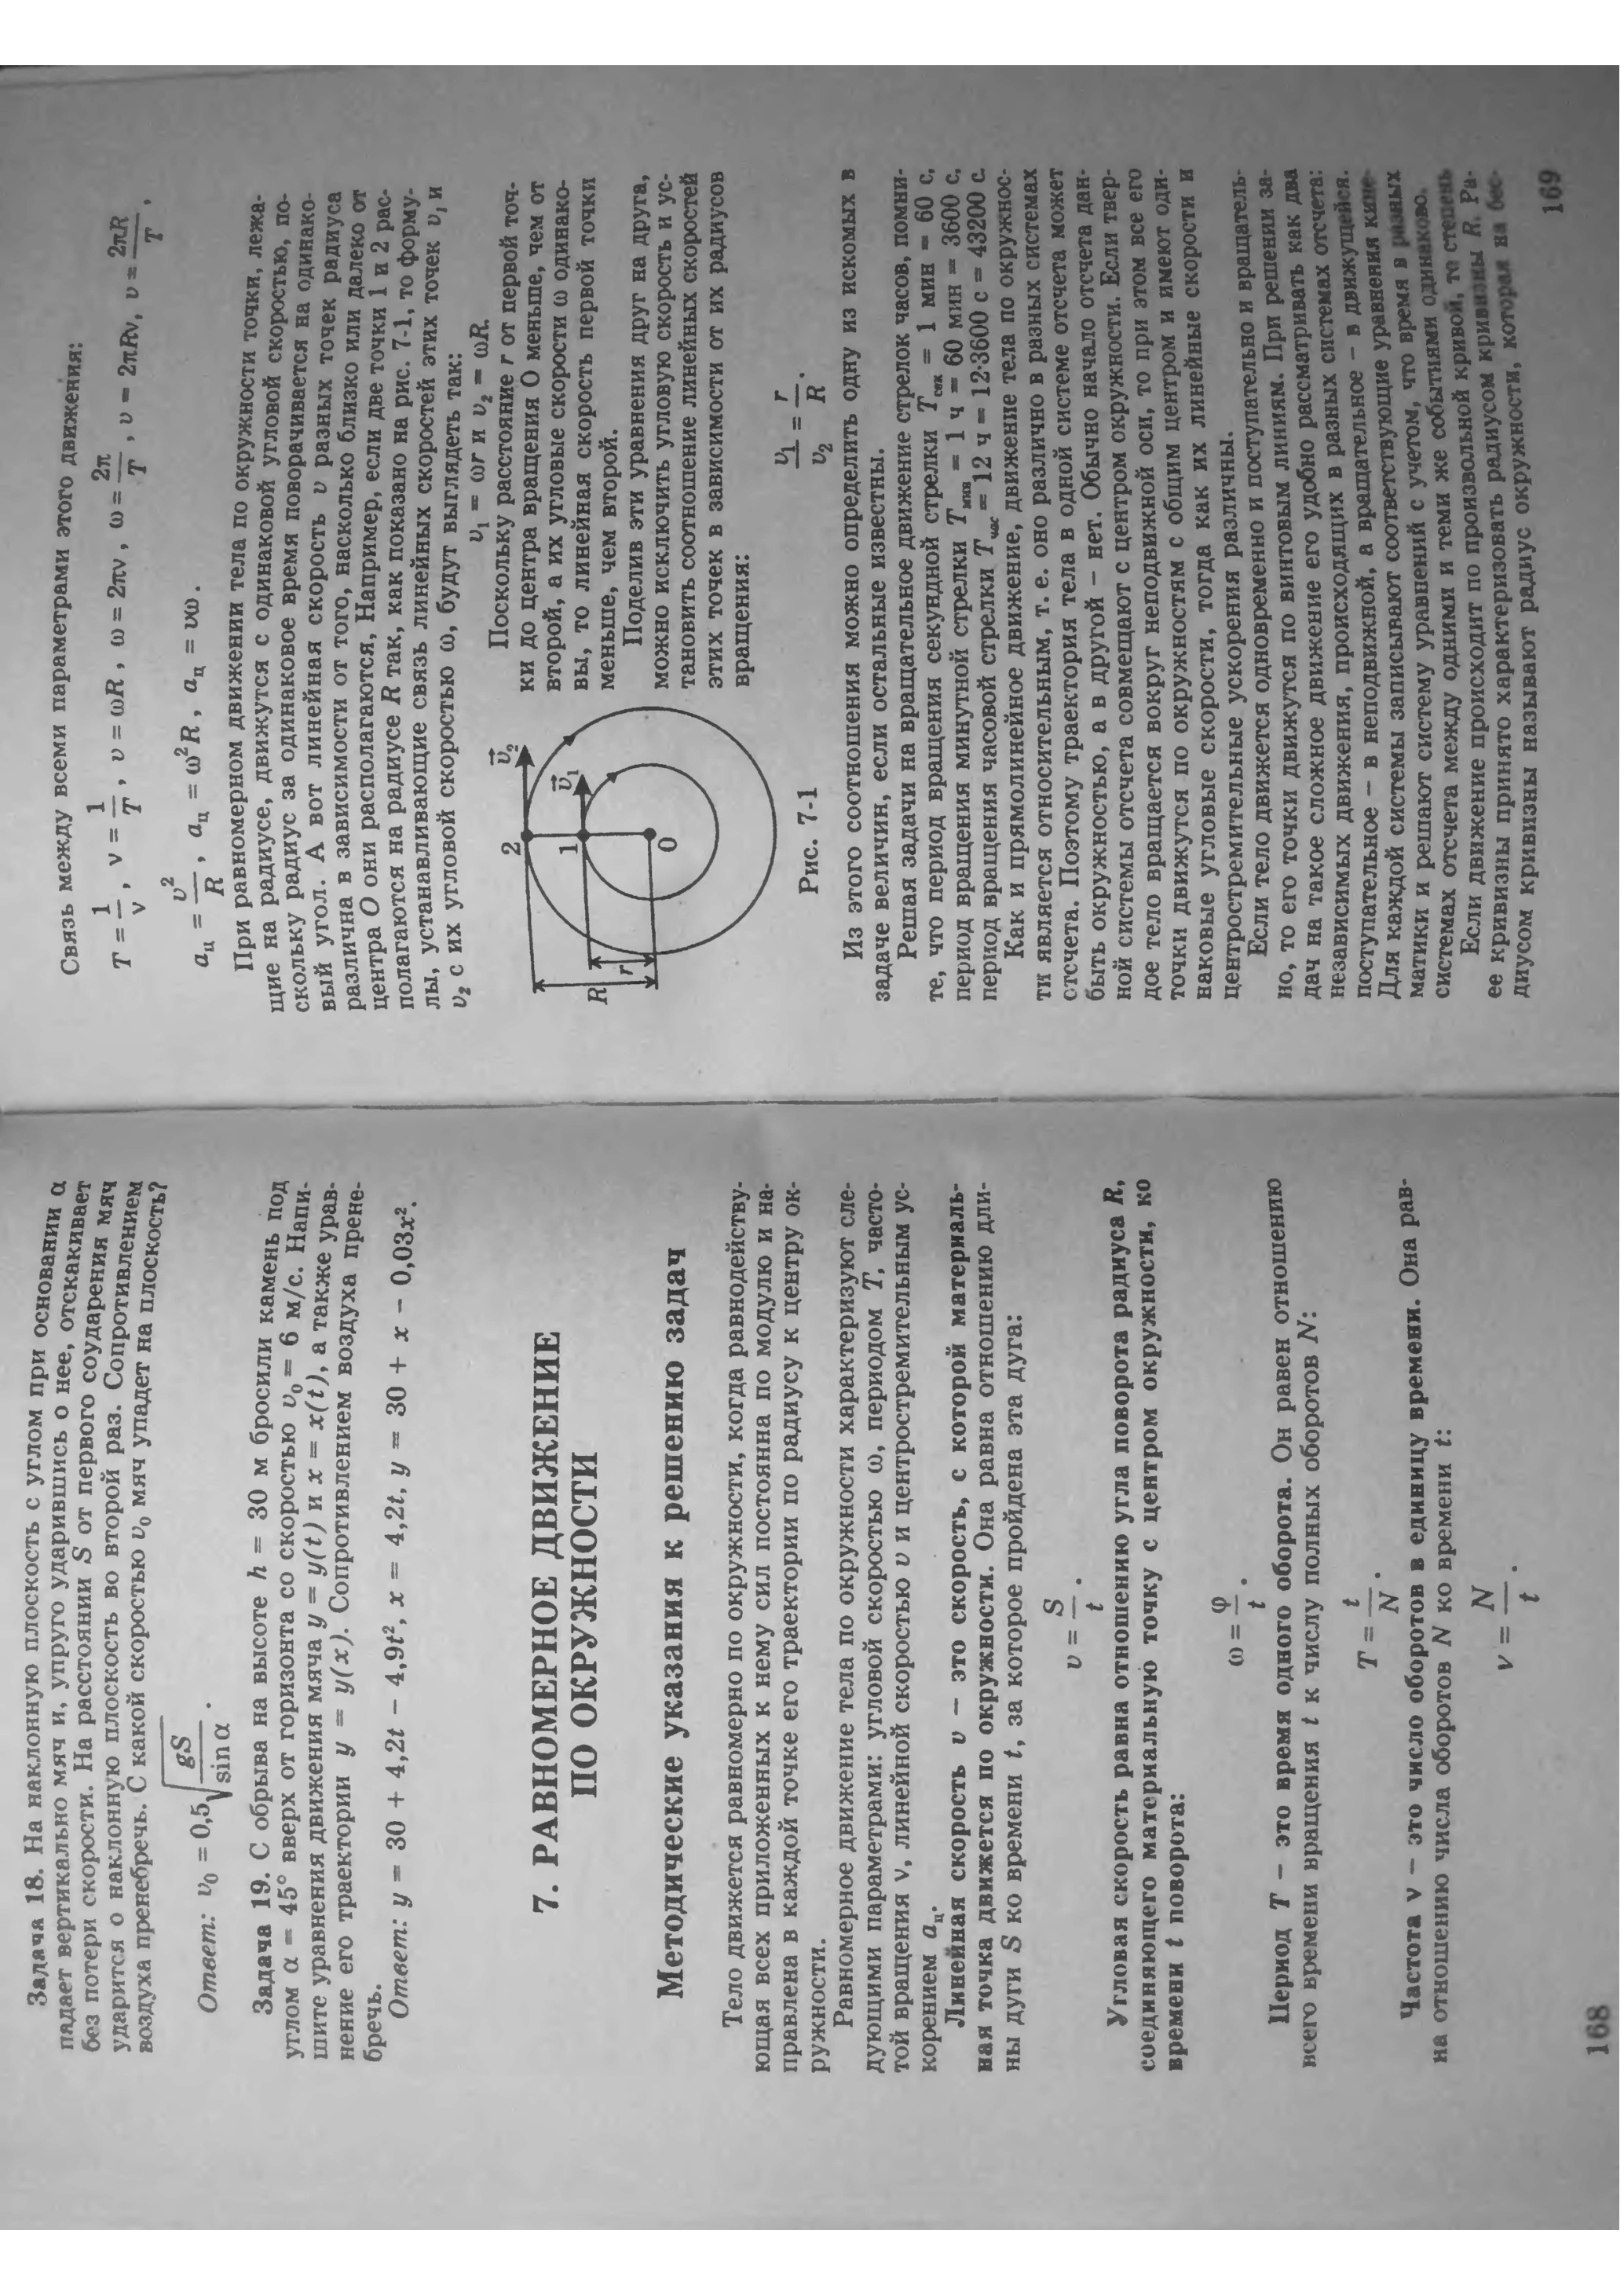 Задача 18. На наклонную плоскость с углом при основании α
падает вертикально мяч и, упруго ударившись о нее, отскакивает
без потери скорости. На расстоянии S от первого соударения мяч
ударится о наклонную плоскость во второй раз. Сопротивлением
воздуха пренебречь. С какой скоростью υ₀ мяч упадет на плоскость?
Ответ: υ₀ = 0,5√(gS / sin α).
Задача 19. С обрыва на высоте h = 30 м бросили камень под
углом α = 45° вверх от горизонта со скоростью υ₀ = 6 м/с. Напи-
шите уравнения движения мяча y = y(t) и x = x(t), а также урав-
нение его траектории y = y(x). Сопротивлением воздуха прене-
бречь.
Ответ: y = 30 + 4,2t − 4,9t², x = 4,2t, y = 30 + x − 0,03x².
7. РАВНОМЕРНОЕ ДВИЖЕНИЕ
ПО ОКРУЖНОСТИ
Методические указания к решению задач
Тело движется равномерно по окружности, когда равнодейству-
ющая всех приложенных к нему сил постоянна по модулю и на-
правлена в каждой точке его траектории по радиусу к центру ок-
ружности.
Равномерное движение тела по окружности характеризуют сле-
дующими параметрами: угловой скоростью ω, периодом T, часто-
той вращения ν, линейной скоростью υ и центростремительным ус-
корением aц.
Линейная скорость υ — это скорость, с которой материаль-
ная точка движется по окружности. Она равна отношению дли-
ны дуги S ко времени t, за которое пройдена эта дуга:
υ = S / t.
Угловая скорость равна отношению угла поворота радиуса R,
соединяющего материальную точку с центром окружности, ко
времени t поворота:
ω = φ / t.
Период T — это время одного оборота. Он равен отношению
всего времени вращения t к числу полных оборотов N:
T = t / N.
Частота ν — это число оборотов в единицу времени. Она рав-
на отношению числа оборотов N ко времени t:
ν = N / t.
168
Связь между всеми параметрами этого движения:
T = 1/ν, ν = 1/T, υ = ωR, ω = 2πν, ω = 2π/T, υ = 2πRν, υ = 2πR/T,
aц = υ²/R, aц = ω²R, aц = υω.
При равномерном движении тела по окружности точки, лежа-
щие на радиусе, движутся с одинаковой угловой скоростью, по-
скольку радиус за одинаковое время поворачивается на одинако-
вый угол. А вот линейная скорость υ разных точек радиуса
различна в зависимости от того, насколько близко или далеко от
центра O они располагаются, Например, если две точки 1 и 2 рас-
полагаются на радиусе R так, как показано на рис. 7-1, то форму-
лы, устанавливающие связь линейных скоростей этих точек υ₁ и
υ₂ с их угловой скоростью ω, будут выглядеть так:
υ₁ = ωr и υ₂ = ωR.
Поскольку расстояние r от первой точ-
ки до центра вращения O меньше, чем от
второй, а их угловые скорости ω одинако-
вы, то линейная скорость первой точки
меньше, чем второй.
Поделив эти уравнения друг на друга,
можно исключить угловую скорость и ус-
тановить соотношение линейных скоростей
этих точек в зависимости от их радиусов
вращения:
υ₁ / υ₂ = r / R.
2
υ⃗₂
1
υ⃗₁
O
R
r
Рис. 7-1
Из этого соотношения можно определить одну из искомых в
задаче величин, если остальные известны.
Решая задачи на вращательное движение стрелок часов, помни-
те, что период вращения секундной стрелки Tсек = 1 мин = 60 с,
период вращения минутной стрелки Tмин = 1 ч = 60 мин = 3600 с,
период вращения часовой стрелки Tчас = 12 ч = 12·3600 с = 43200 с.
Как и прямолинейное движение, движение тела по окружнос-
ти является относительным, т. е. оно различно в разных системах
отсчета. Поэтому траектория тела в одной системе отсчета может
быть окружностью, а в другой — нет. Обычно начало отсчета дан-
ной системы отсчета совмещают с центром окружности. Если твер-
дое тело вращается вокруг неподвижной оси, то при этом все его
точки движутся по окружностям с общим центром и имеют оди-
наковые угловые скорости, тогда как их линейные скорости и
центростремительные ускорения различны.
Если тело движется одновременно и поступательно и вращатель-
но, то его точки движутся по винтовым линиям. При решении за-
дач на такое сложное движение его удобно рассматривать как два
независимых движения, происходящих в разных системах отсчета:
поступательное — в неподвижной, а вращательное — в движущейся.
Для каждой системы записывают соответствующие уравнения кине-
матики и решают систему уравнений с учетом, что время в разных
системах отсчета между одними и теми же событиями одинаково.
Если движение происходит по произвольной кривой, то степень
ее кривизны принято характеризовать радиусом кривизны R. Ра-
диусом кривизны называют радиус окружности, которая на бес-
169